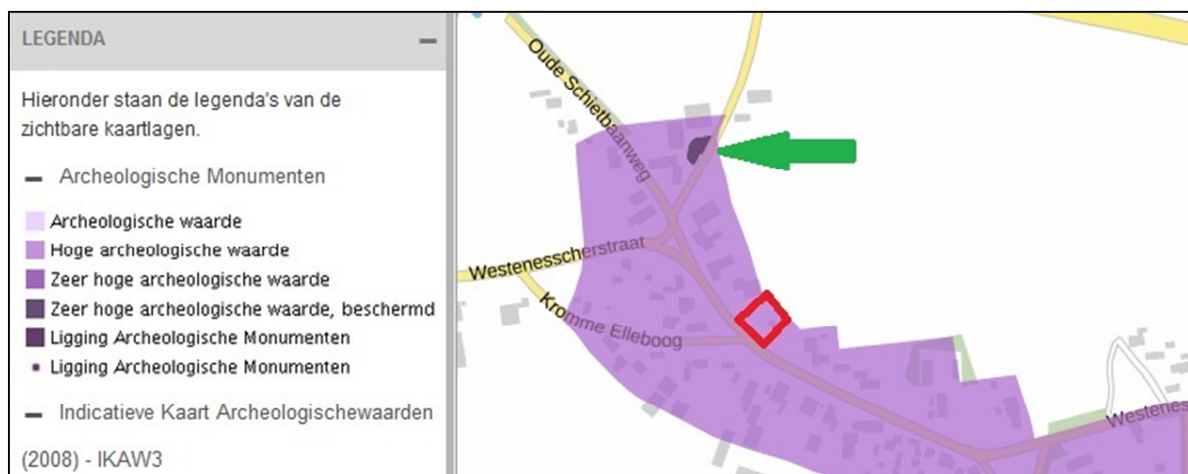 LEGENDA
Hieronder staan de legenda's van de
zichtbare kaartlagen.
Archeologische Monumenten
Archeologische waarde
Hoge archeologische waarde
Zeer hoge archeologische waarde
Zeer hoge archeologische waarde, beschermd
Ligging Archeologische Monumenten
Ligging Archeologische Monumenten
Indicatieve Kaart Archeologischewaarden
(2008) - IKAW3
Oude Schietbaanweg
Westenesscherstraat
Kromme Elleboog
Westenes